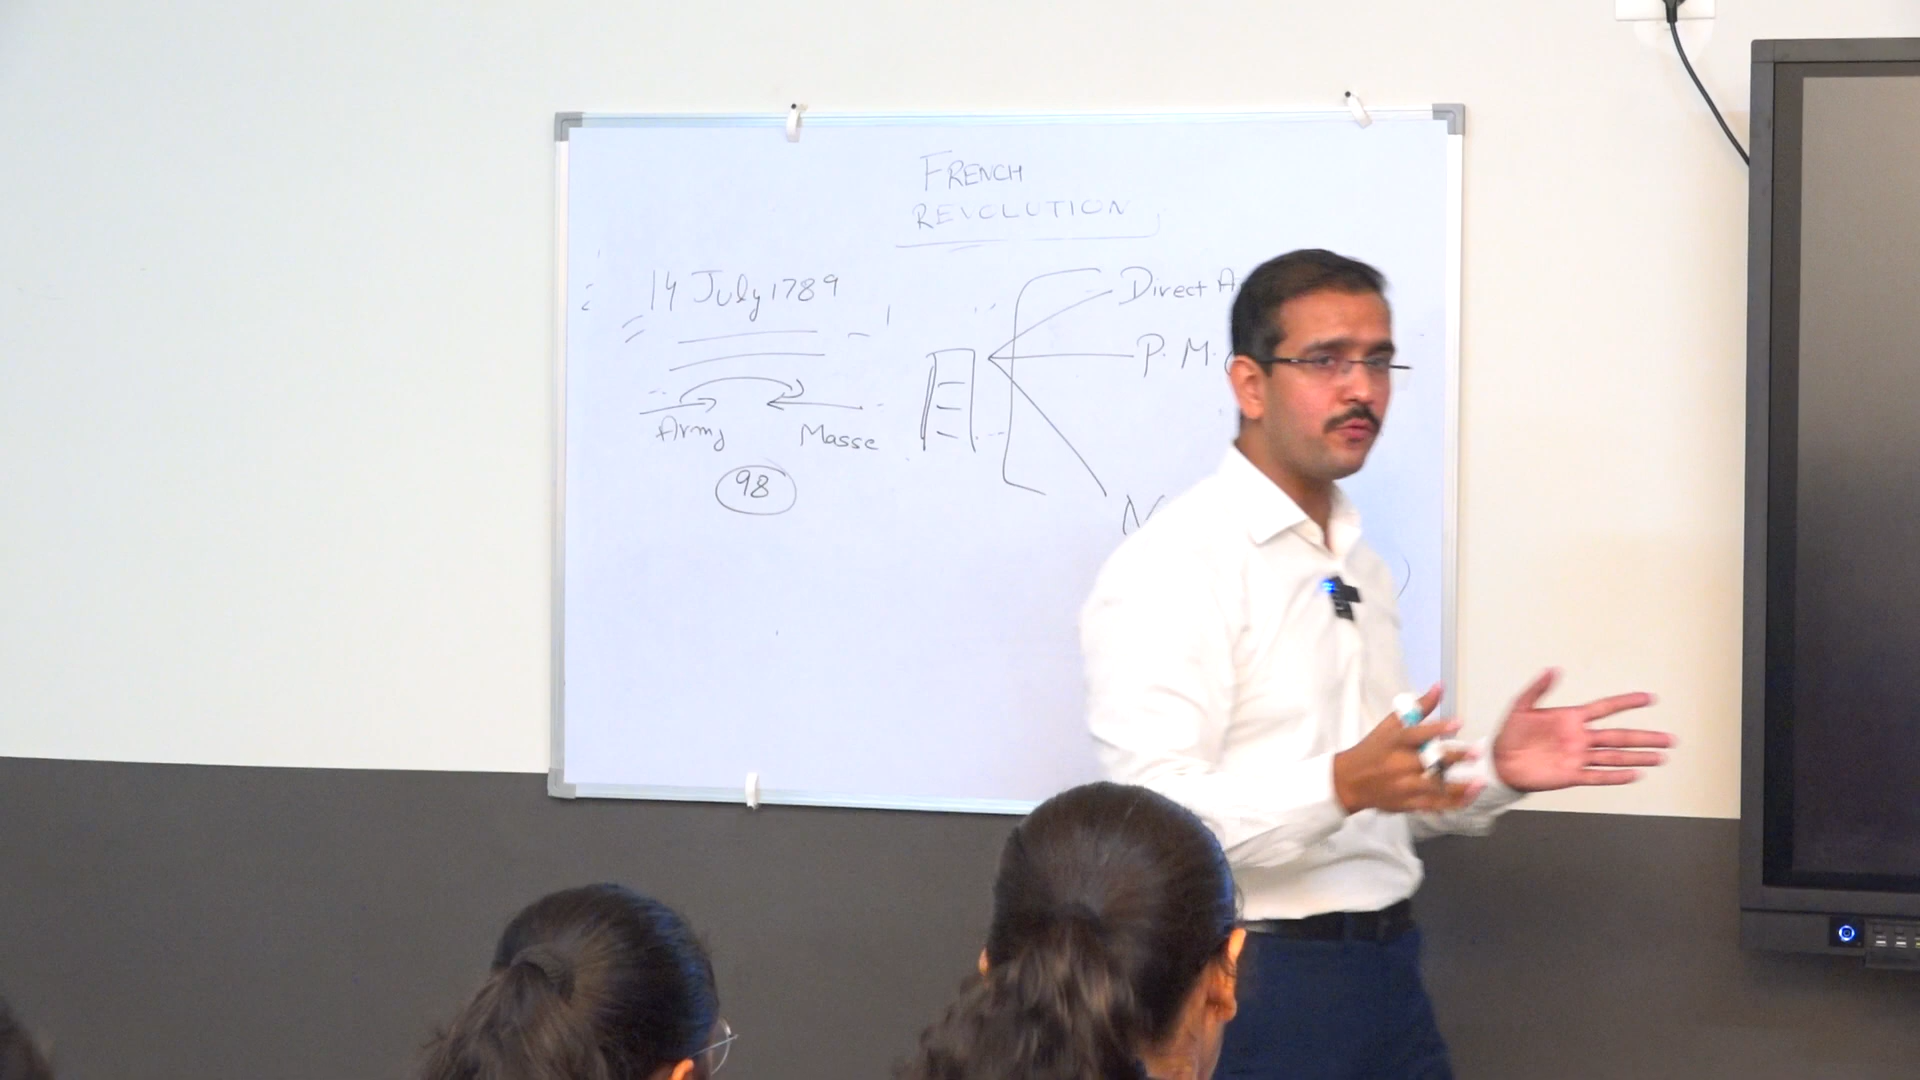 FRENCH
REVOLUTION
14 July 1789
Direct A
P. M.
Army
Masse
98
N